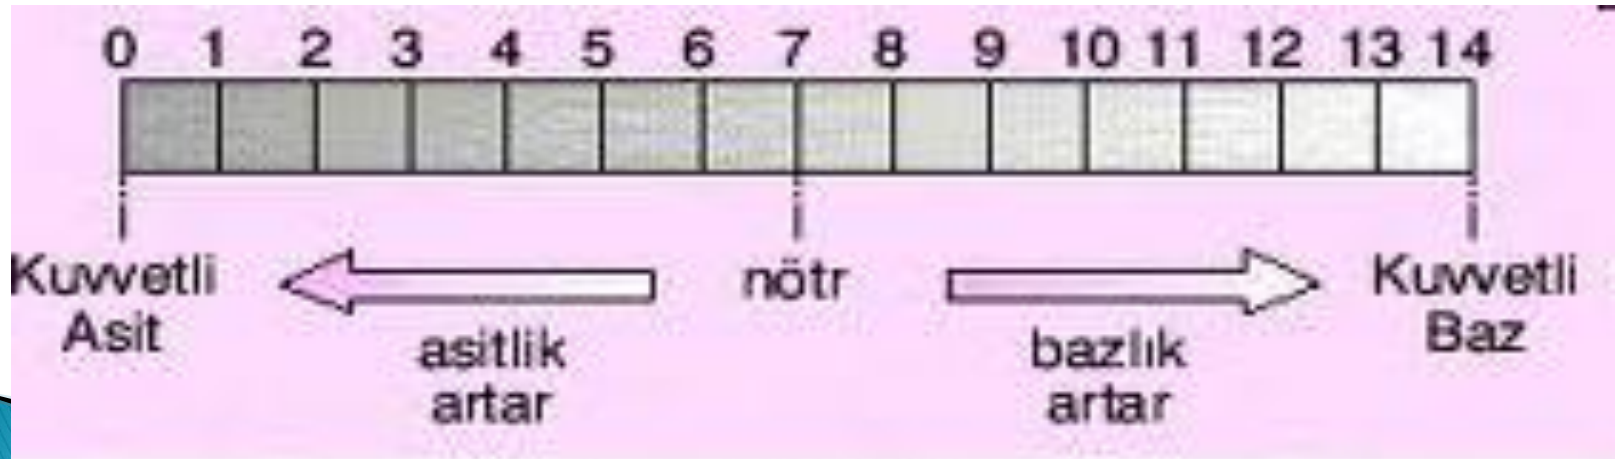 0 1 2 3 4 5 6 7 8 9 10 11 12 13 14
Kuvvetli Asit
asitlik artar
nötr
bazlık artar
Kuvvetli Baz